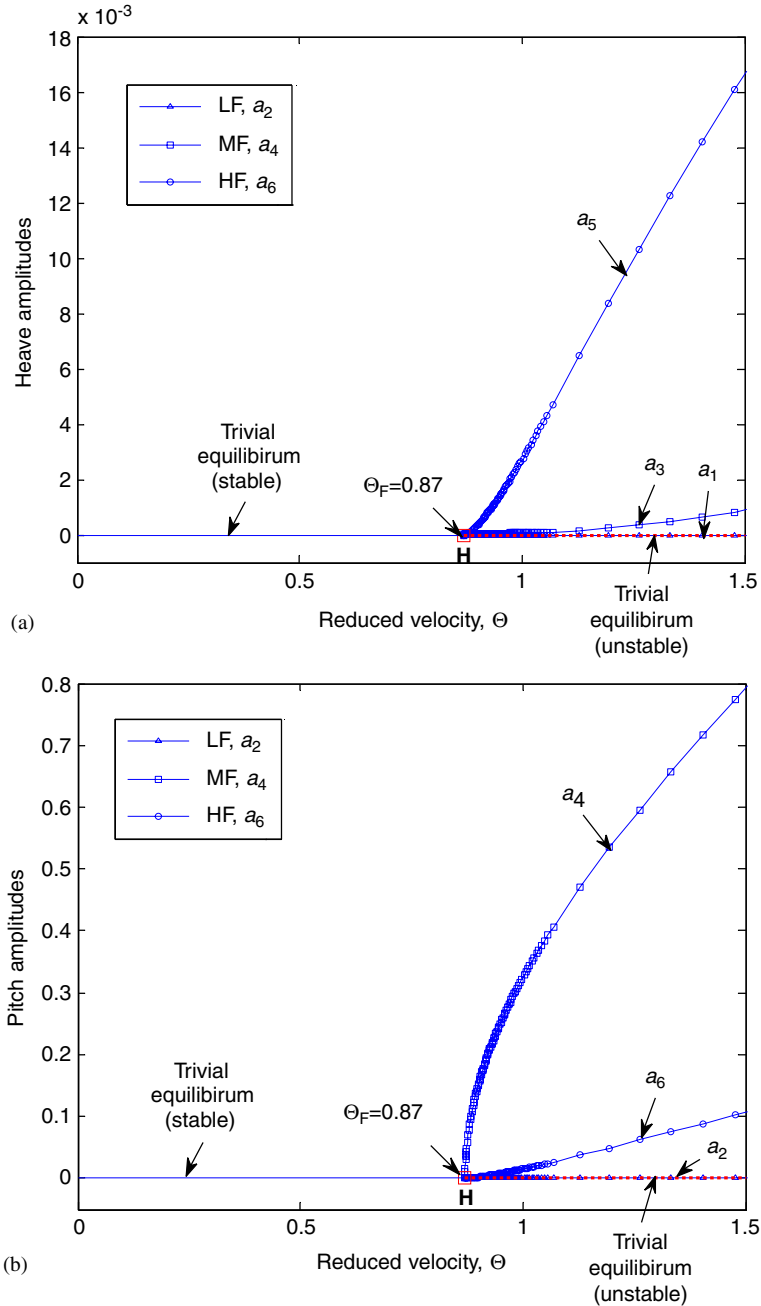 x 10⁻³
18
16
14
12
10
8
6
4
2
0
Heave amplitudes
LF, a₂
MF, a₄
HF, a₆
a₅
Trivial
equilibirum
(stable)
Θ_F=0.87
a₃
a₁
H
0
0.5
1
1.5
Reduced velocity, Θ
Trivial
equilibirum
(unstable)
(a)
0.8
0.7
0.6
0.5
0.4
0.3
0.2
0.1
0
Pitch amplitudes
LF, a₂
MF, a₄
HF, a₆
a₄
Trivial
equilibirum
(stable)
Θ_F=0.87
a₆
a₂
H
0
0.5
1
1.5
Reduced velocity, Θ
Trivial
equilibirum
(unstable)
(b)